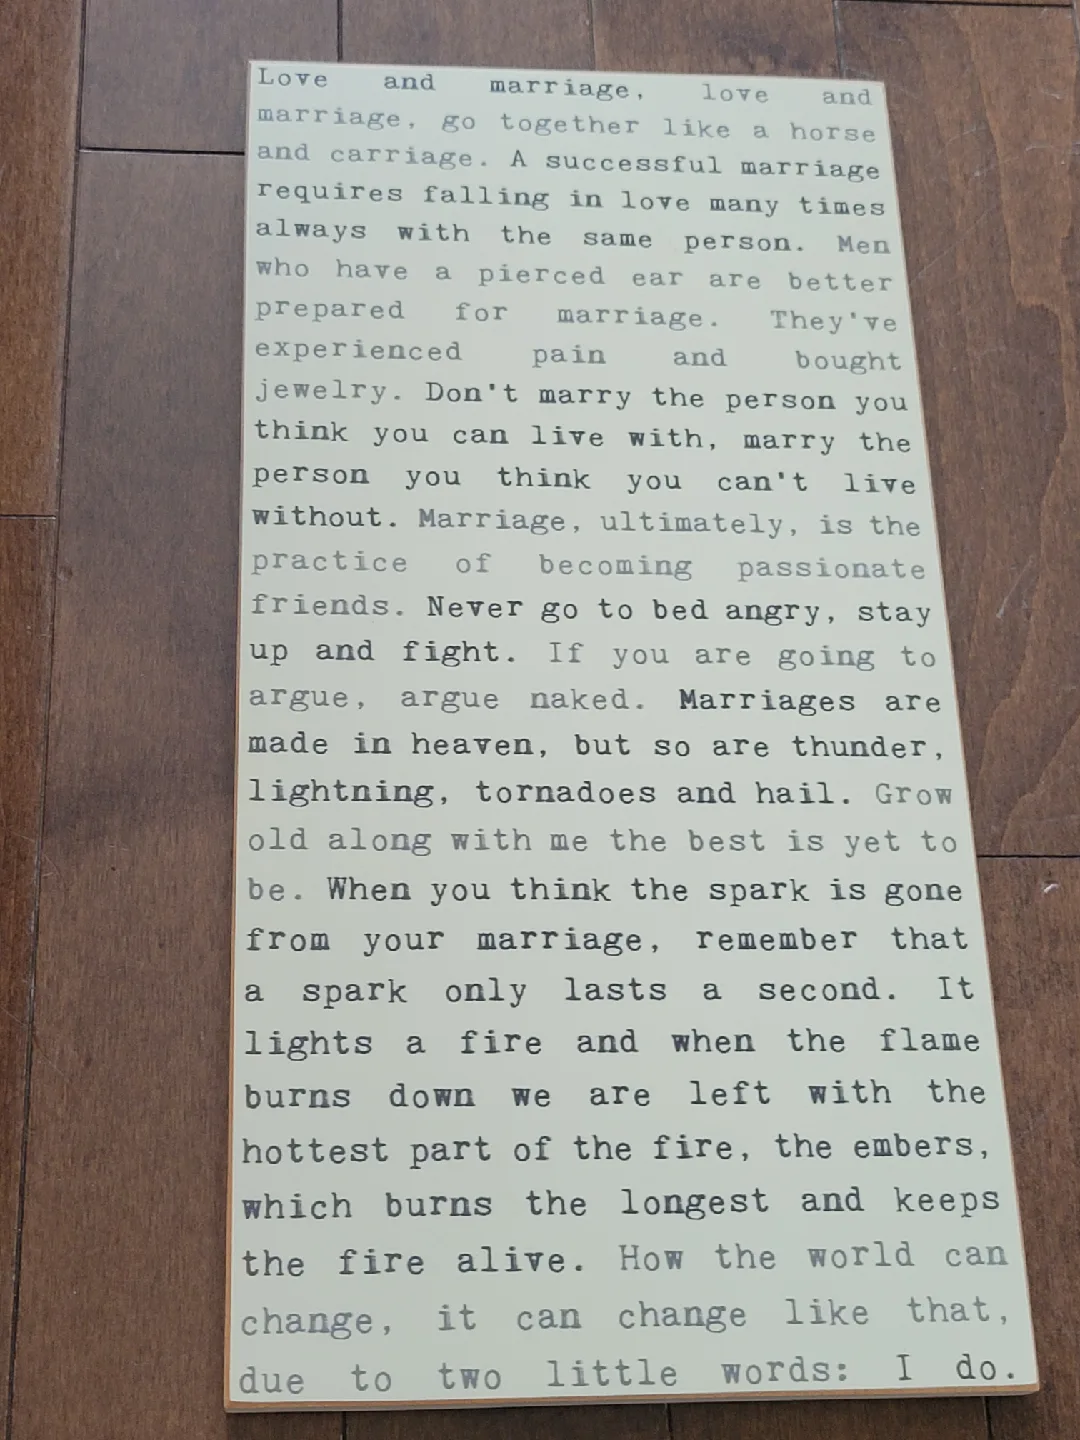 Love and marriage, love and
marriage, go together like a horse
and carriage. A successful marriage
requires falling in love many times
always with the same person. Men
who have a pierced ear are better
prepared for marriage. They've
experienced pain and bought
jewelry. Don't marry the person you
think you can live with, marry the
person you think you can't live
without. Marriage, ultimately, is the
practice of becoming passionate
friends. Never go to bed angry, stay
up and fight. If you are going to
argue, argue naked. Marriages are
made in heaven, but so are thunder,
lightning, tornadoes and hail. Grow
old along with me the best is yet to
be. When you think the spark is gone
from your marriage, remember that
a spark only lasts a second. It
lights a fire and when the flame
burns down we are left with the
hottest part of the fire, the embers,
which burns the longest and keeps
the fire alive. How the world can
change, it can change like that,
due to two little words: I do.